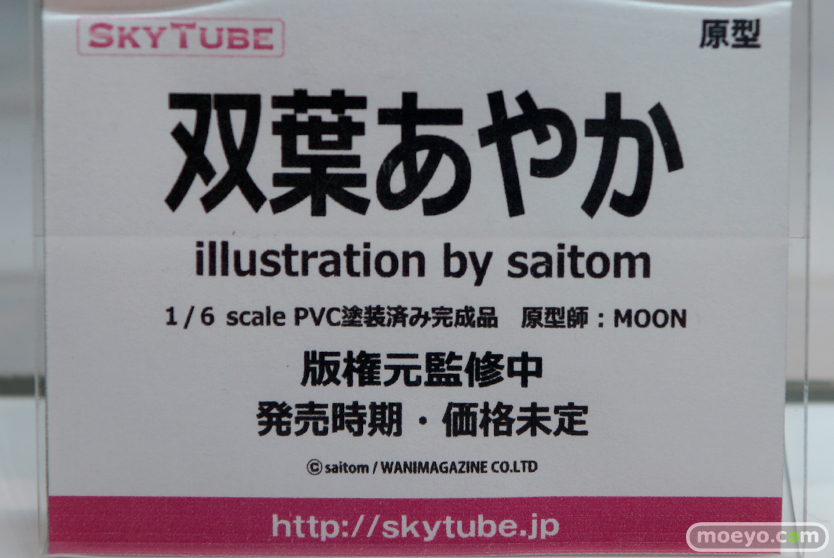 SKYTUBE
原型
双葉あやか
illustration by saitom
1/6 scale PVC塗装済み完成品 原型師：MOON
版権元監修中
発売時期・価格未定
©saitom / WANIMAGAZINE CO.LTD
http://skytube.jp
moeyo.com